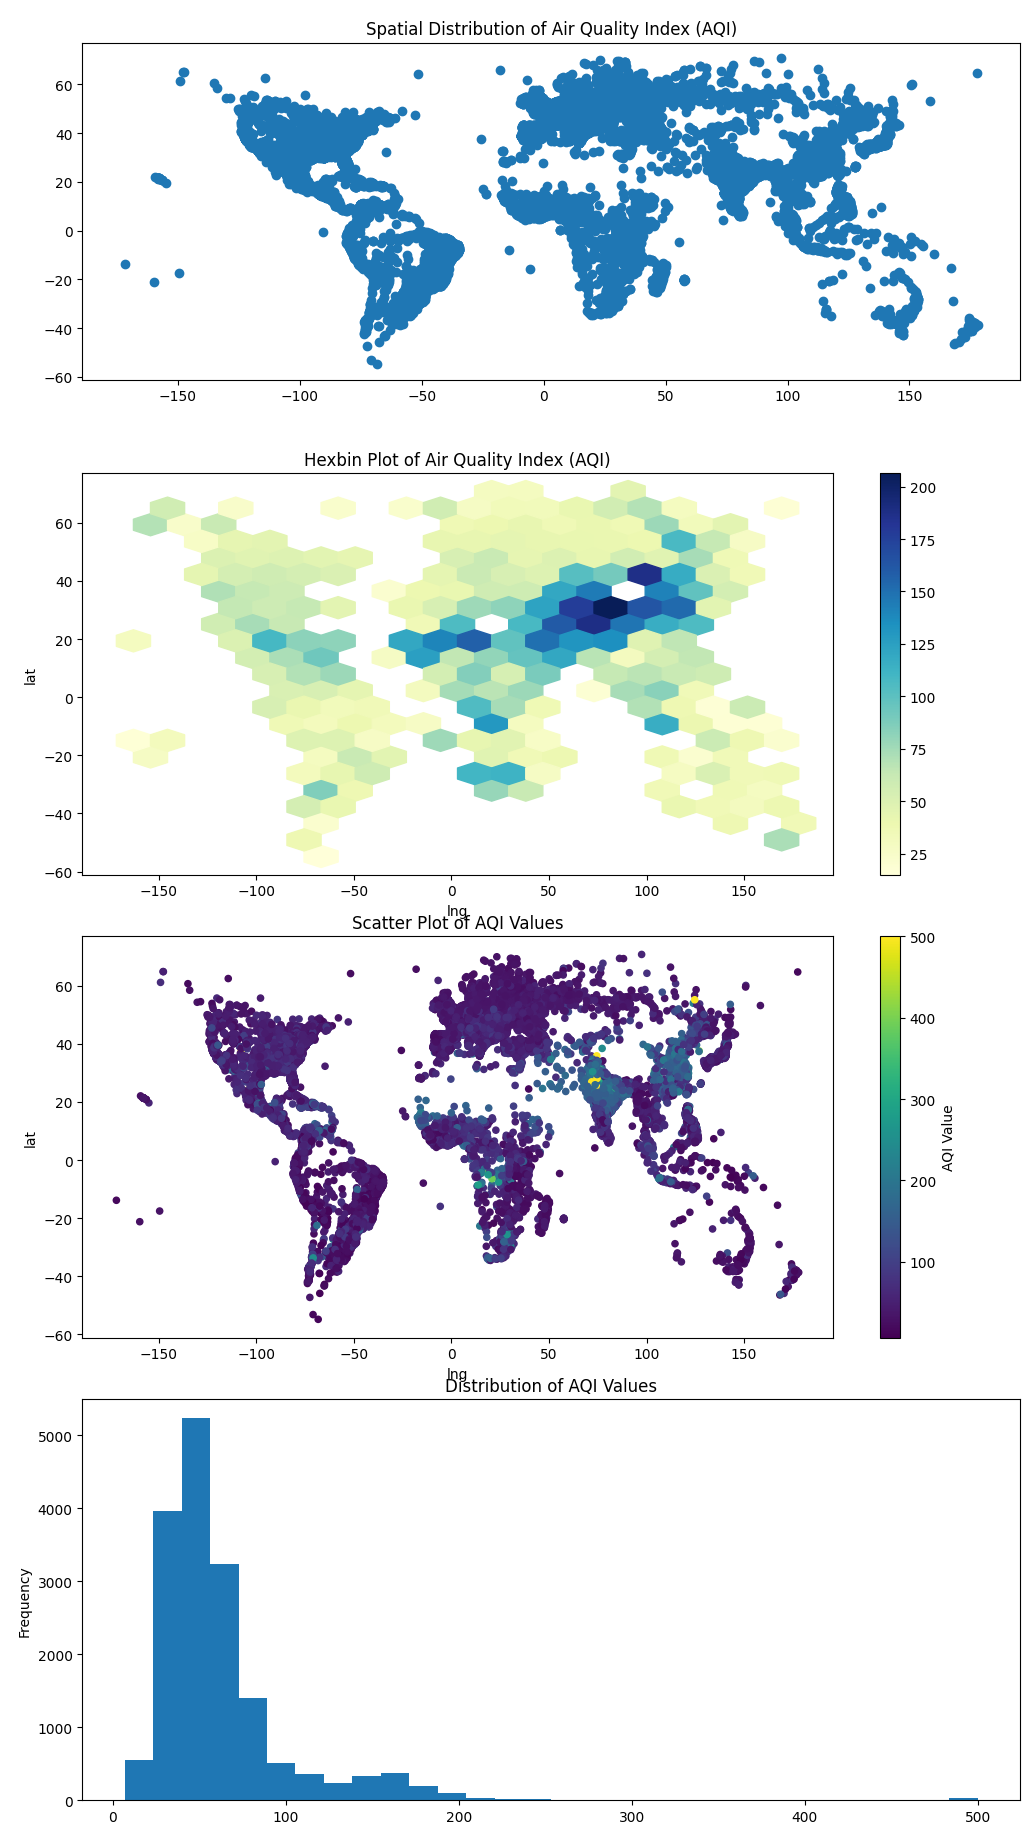 Spatial Distribution of Air Quality Index (AQI)
60
40
20
0
−20
−40
−60
−150 −100 −50 0 50 100 150
Hexbin Plot of Air Quality Index (AQI)
lat
60
40
20
0
−20
−40
−60
−150 −100 −50 0 50 100 150
lng
200
175
150
125
100
75
50
25
Scatter Plot of AQI Values
lat
60
40
20
0
−20
−40
−60
−150 −100 −50 0 50 100 150
lng
500
400
300
200
100
AQI Value
Distribution of AQI Values
Frequency
5000
4000
3000
2000
1000
0
0 100 200 300 400 500